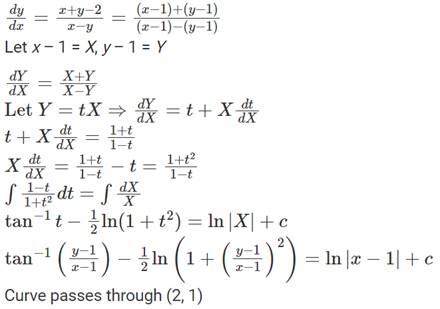 dy/dx = (x+y−2)/(x−y) = ((x−1)+(y−1))/((x−1)−(y−1))
Let x – 1 = X, y – 1 = Y
dY/dX = (X+Y)/(X−Y)
Let Y = tX ⇒ dY/dX = t + X dt/dX
t + X dt/dX = (1+t)/(1−t)
X dt/dX = (1+t)/(1−t) − t = (1+t²)/(1−t)
∫ (1−t)/(1+t²) dt = ∫ dX/X
tan⁻¹ t − ½ ln(1 + t²) = ln |X| + c
tan⁻¹((y−1)/(x−1)) − ½ ln(1 + ((y−1)/(x−1))²) = ln |x − 1| + c
Curve passes through (2, 1)